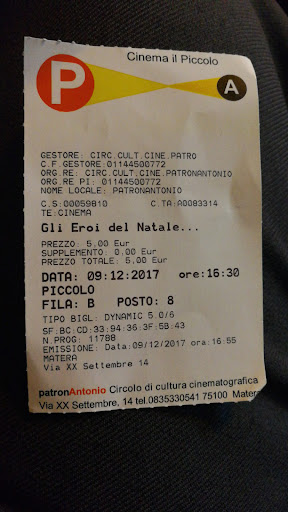 Cinema il Piccolo
P
A
GESTORE: CIRC.CULT.CINE.PATRO
C.F.GESTORE:01144500772
ORG.RE: CIRC.CULT.CINE.PATRONANTONIO
ORG.RE PI: 01144500772
NOME LOCALE: PATRONANTONIO
C.S:00059810 C.TA:A0083314
TE:CINEMA
Gli Eroi del Natale...
PREZZO: 5,00 Eur
SUPPLEMENTO: 0,00 Eur
PREZZO TOTALE: 5,00 Eur
DATA: 09:12:2017 ore:16:30
PICCOLO
FILA: B POSTO: 8
TIPO BIGL: DYNAMIC 5.0/6
SF:BC:CD:33:94:36:3F:5B:43
N.PROG: 11788
EMISSIONE: Data:09/12/2017 ora:16:55
MATERA
Via XX Settembre 14
patronAntonio Circolo di cultura cinematografica
Via XX Settembre, 14 tel.0835330541 75100 Matera